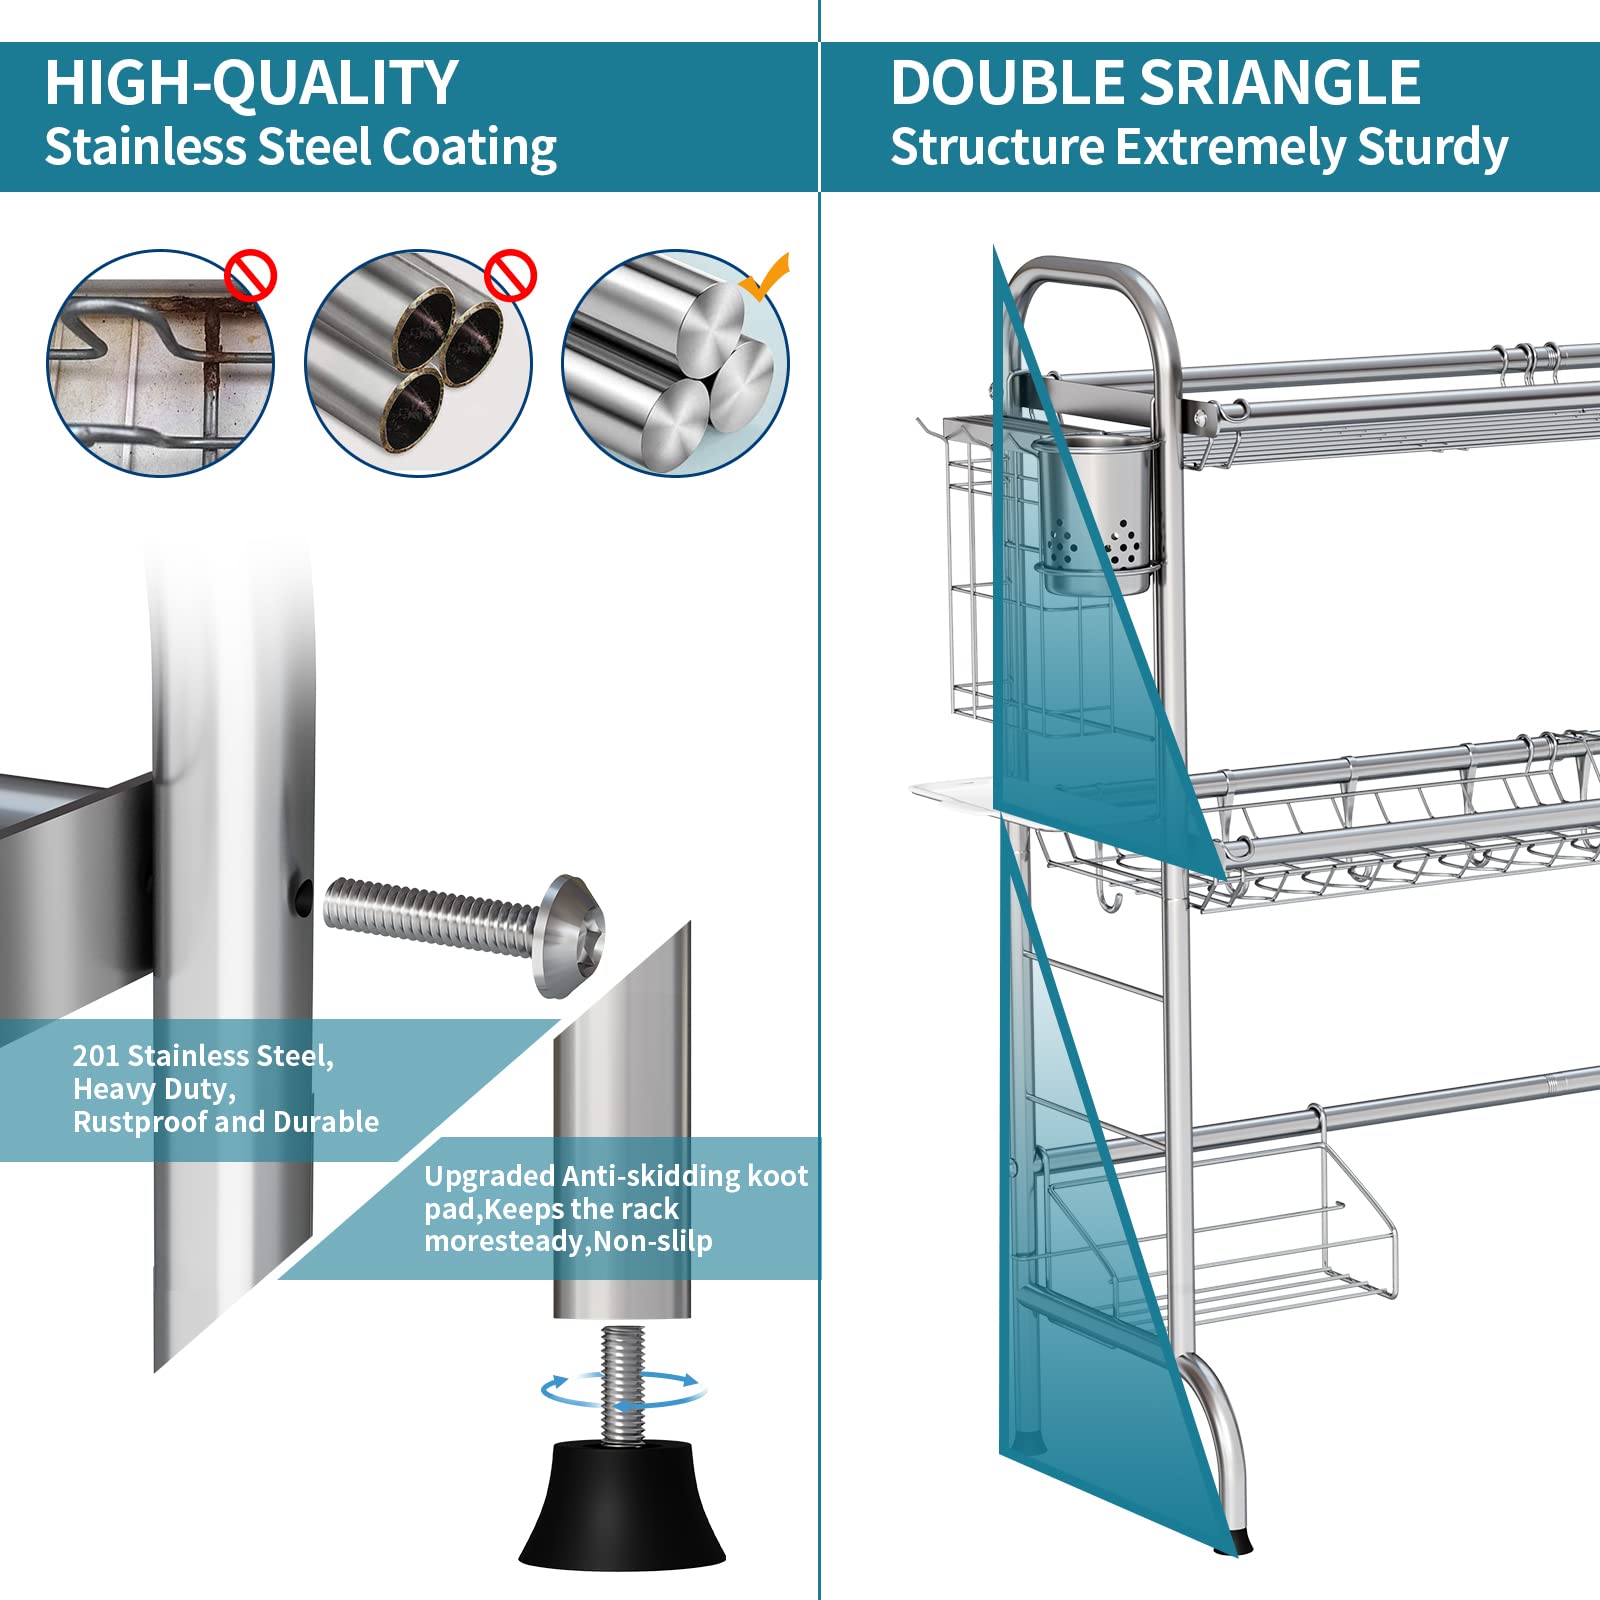 HIGH-QUALITY
Stainless Steel Coating
DOUBLE SRIANGLE
Structure Extremely Sturdy
201 Stainless Steel,
Heavy Duty,
Rustproof and Durable
Upgraded Anti-skidding koot
pad,Keeps the rack
moresteady,Non-slilp